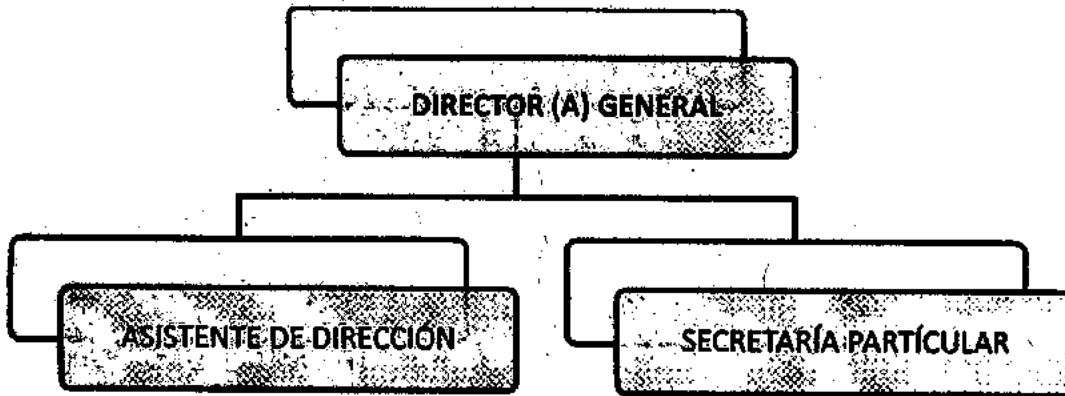 DIRECTOR (A) GENERAL
ASISTENTE DE DIRECCIÓN
SECRETARÍA PARTÍCULAR